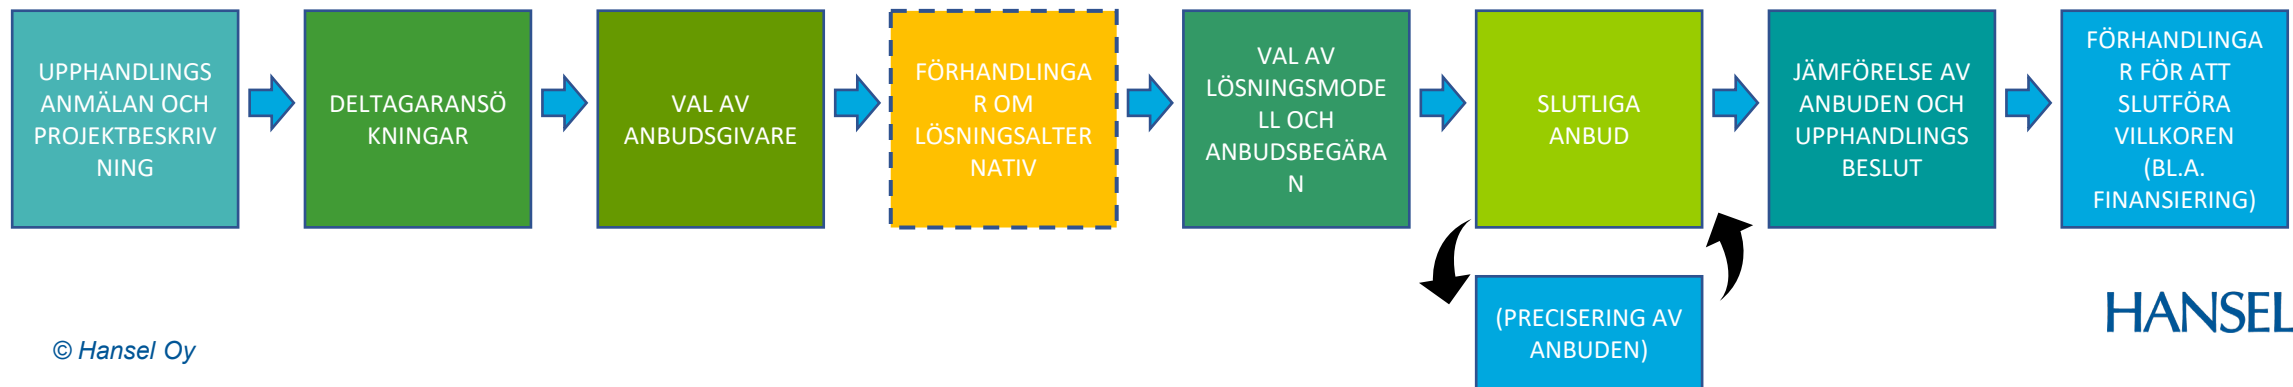 UPPHANDLINGS
ANMÄLAN OCH
PROJEKTBESKRIV
NING
DELTAGARANSÖ
KNINGAR
VAL AV
ANBUDSGIVARE
FÖRHANDLINGA
R OM
LÖSNINGSALTER
NATIV
VAL AV
LÖSNINGSMODE
LL OCH
ANBUDSBEGÄRA
N
SLUTLIGA
ANBUD
JÄMFÖRELSE AV
ANBUDEN OCH
UPPHANDLINGS
BESLUT
FÖRHANDLINGA
R FÖR ATT
SLUTFÖRA
VILLKOREN
(BL.A.
FINANSIERING)
(PRECISERING AV
ANBUDEN)
© Hansel Oy
HANSEL